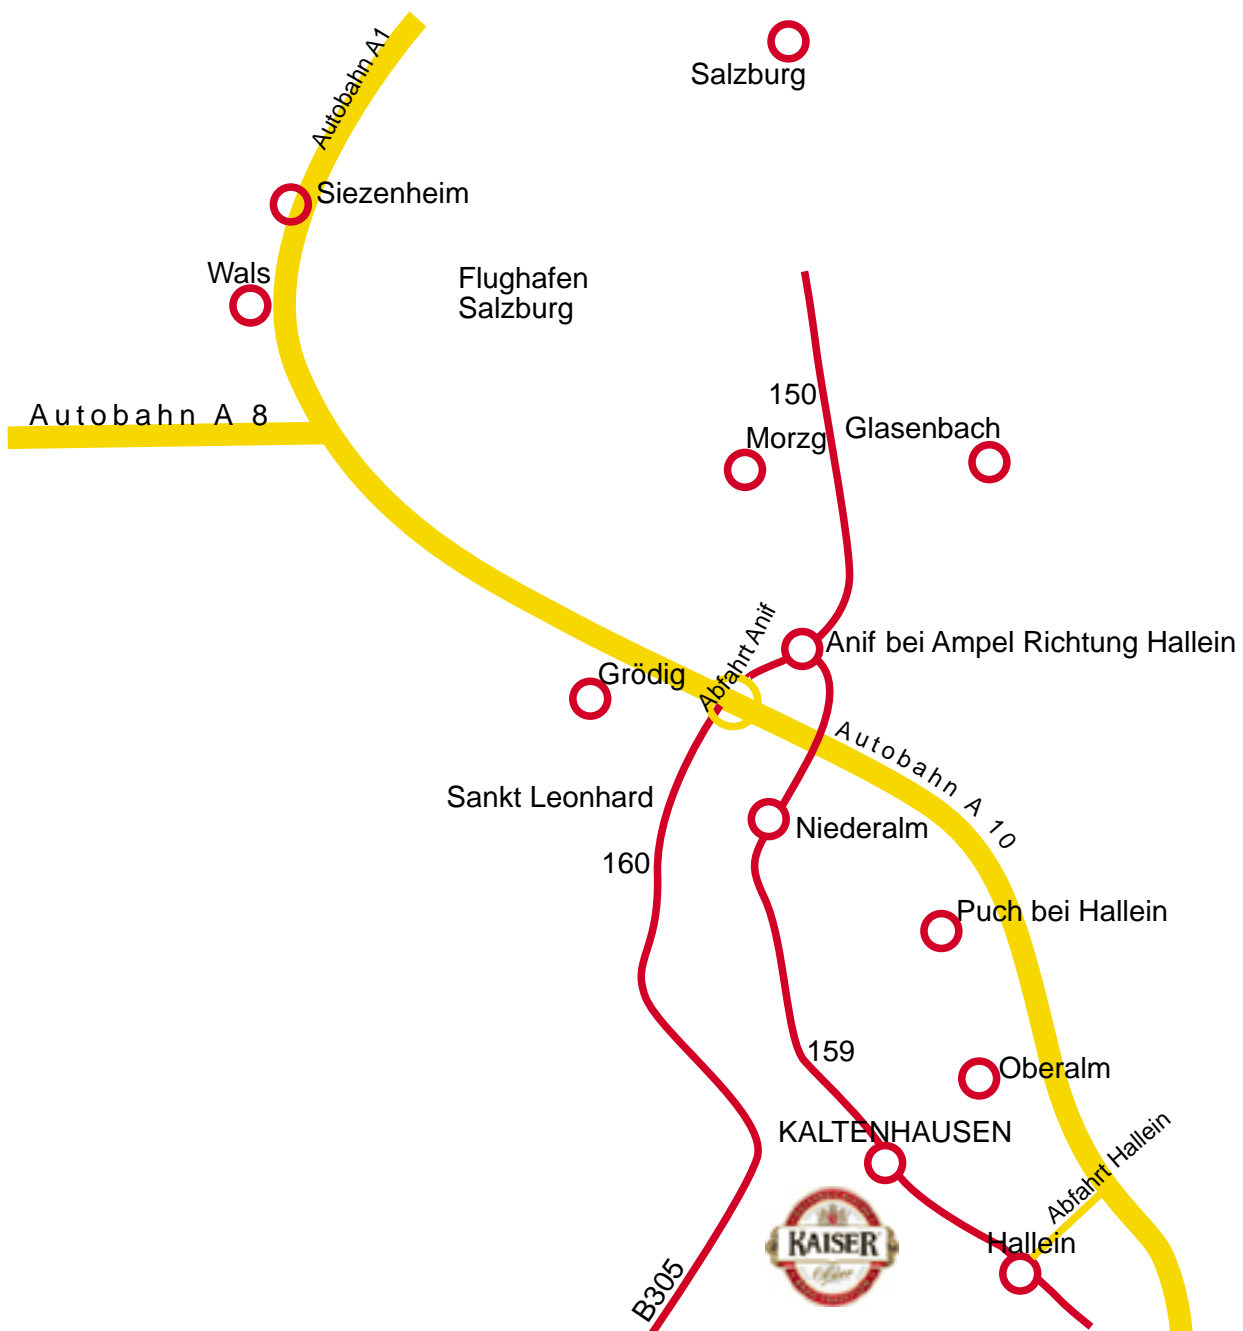 Autobahn A1
Salzburg
Siezenheim
Wals
Flughafen
Salzburg
150
Autobahn A 8
Morzg
Glasenbach
Abfahrt Anif
Anif bei Ampel Richtung Hallein
Grödig
Autobahn A 10
Sankt Leonhard
Niederalm
160
Puch bei Hallein
159
Oberalm
KALTENHAUSEN
Abfahrt Hallein
KAISER
Hallein
B305